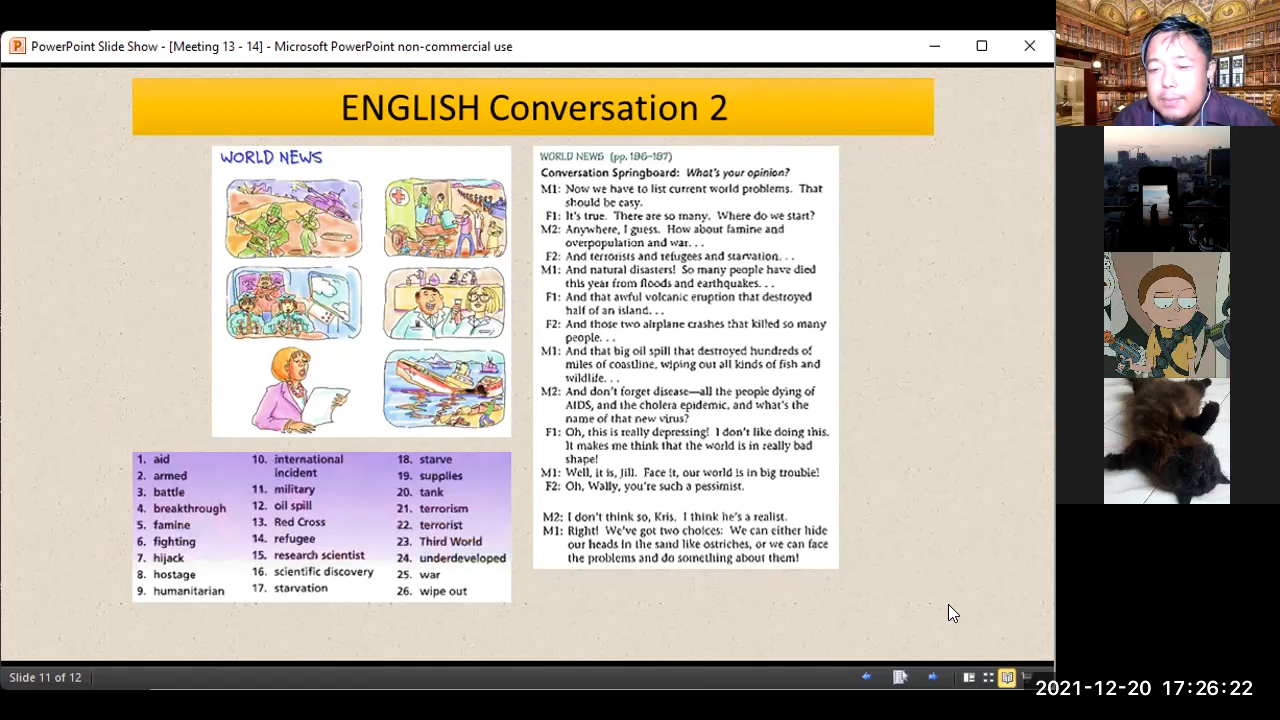 PowerPoint Slide Show - [Meeting 13 - 14] - Microsoft PowerPoint non-commercial use
ENGLISH Conversation 2
WORLD NEWS
1. aid
2. armed
3. battle
4. breakthrough
5. famine
6. fighting
7. hijack
8. hostage
9. humanitarian
10. international
incident
11. military
12. oil spill
13. Red Cross
14. refugee
15. research scientist
16. scientific discovery
17. starvation
18. starve
19. supplies
20. tank
21. terrorism
22. terrorist
23. Third World
24. underdeveloped
25. war
26. wipe out
WORLD NEWS (pp. 196–197)
Conversation Springboard: What's your opinion?
M1: Now we have to list current world problems. That
should be easy.
F1: It's true. There are so many. Where do we start?
M2: Anywhere, I guess. How about famine and
overpopulation and war. . .
F2: And terrorists and refugees and starvation. . .
M1: And natural disasters! So many people have died
this year from floods and earthquakes. . .
F1: And that awful volcanic eruption that destroyed
half of an island. . .
F2: And those two airplane crashes that killed so many
people. . .
M1: And that big oil spill that destroyed hundreds of
miles of coastline, wiping out all kinds of fish and
wildlife. . .
M2: And don't forget disease—all the people dying of
AIDS, and the cholera epidemic, and what's the
name of that new virus?
F1: Oh, this is really depressing! I don't like doing this.
It makes me think that the world is in really bad
shape!
M1: Well, it is, Jill. Face it, our world is in big trouble!
F2: Oh, Wally, you're such a pessimist.
M2: I don't think so, Kris. I think he's a realist.
M1: Right! We've got two choices: We can either hide
our heads in the sand like ostriches, or we can face
the problems and do something about them!
Slide 11 of 12
2021-12-20 17:26:22